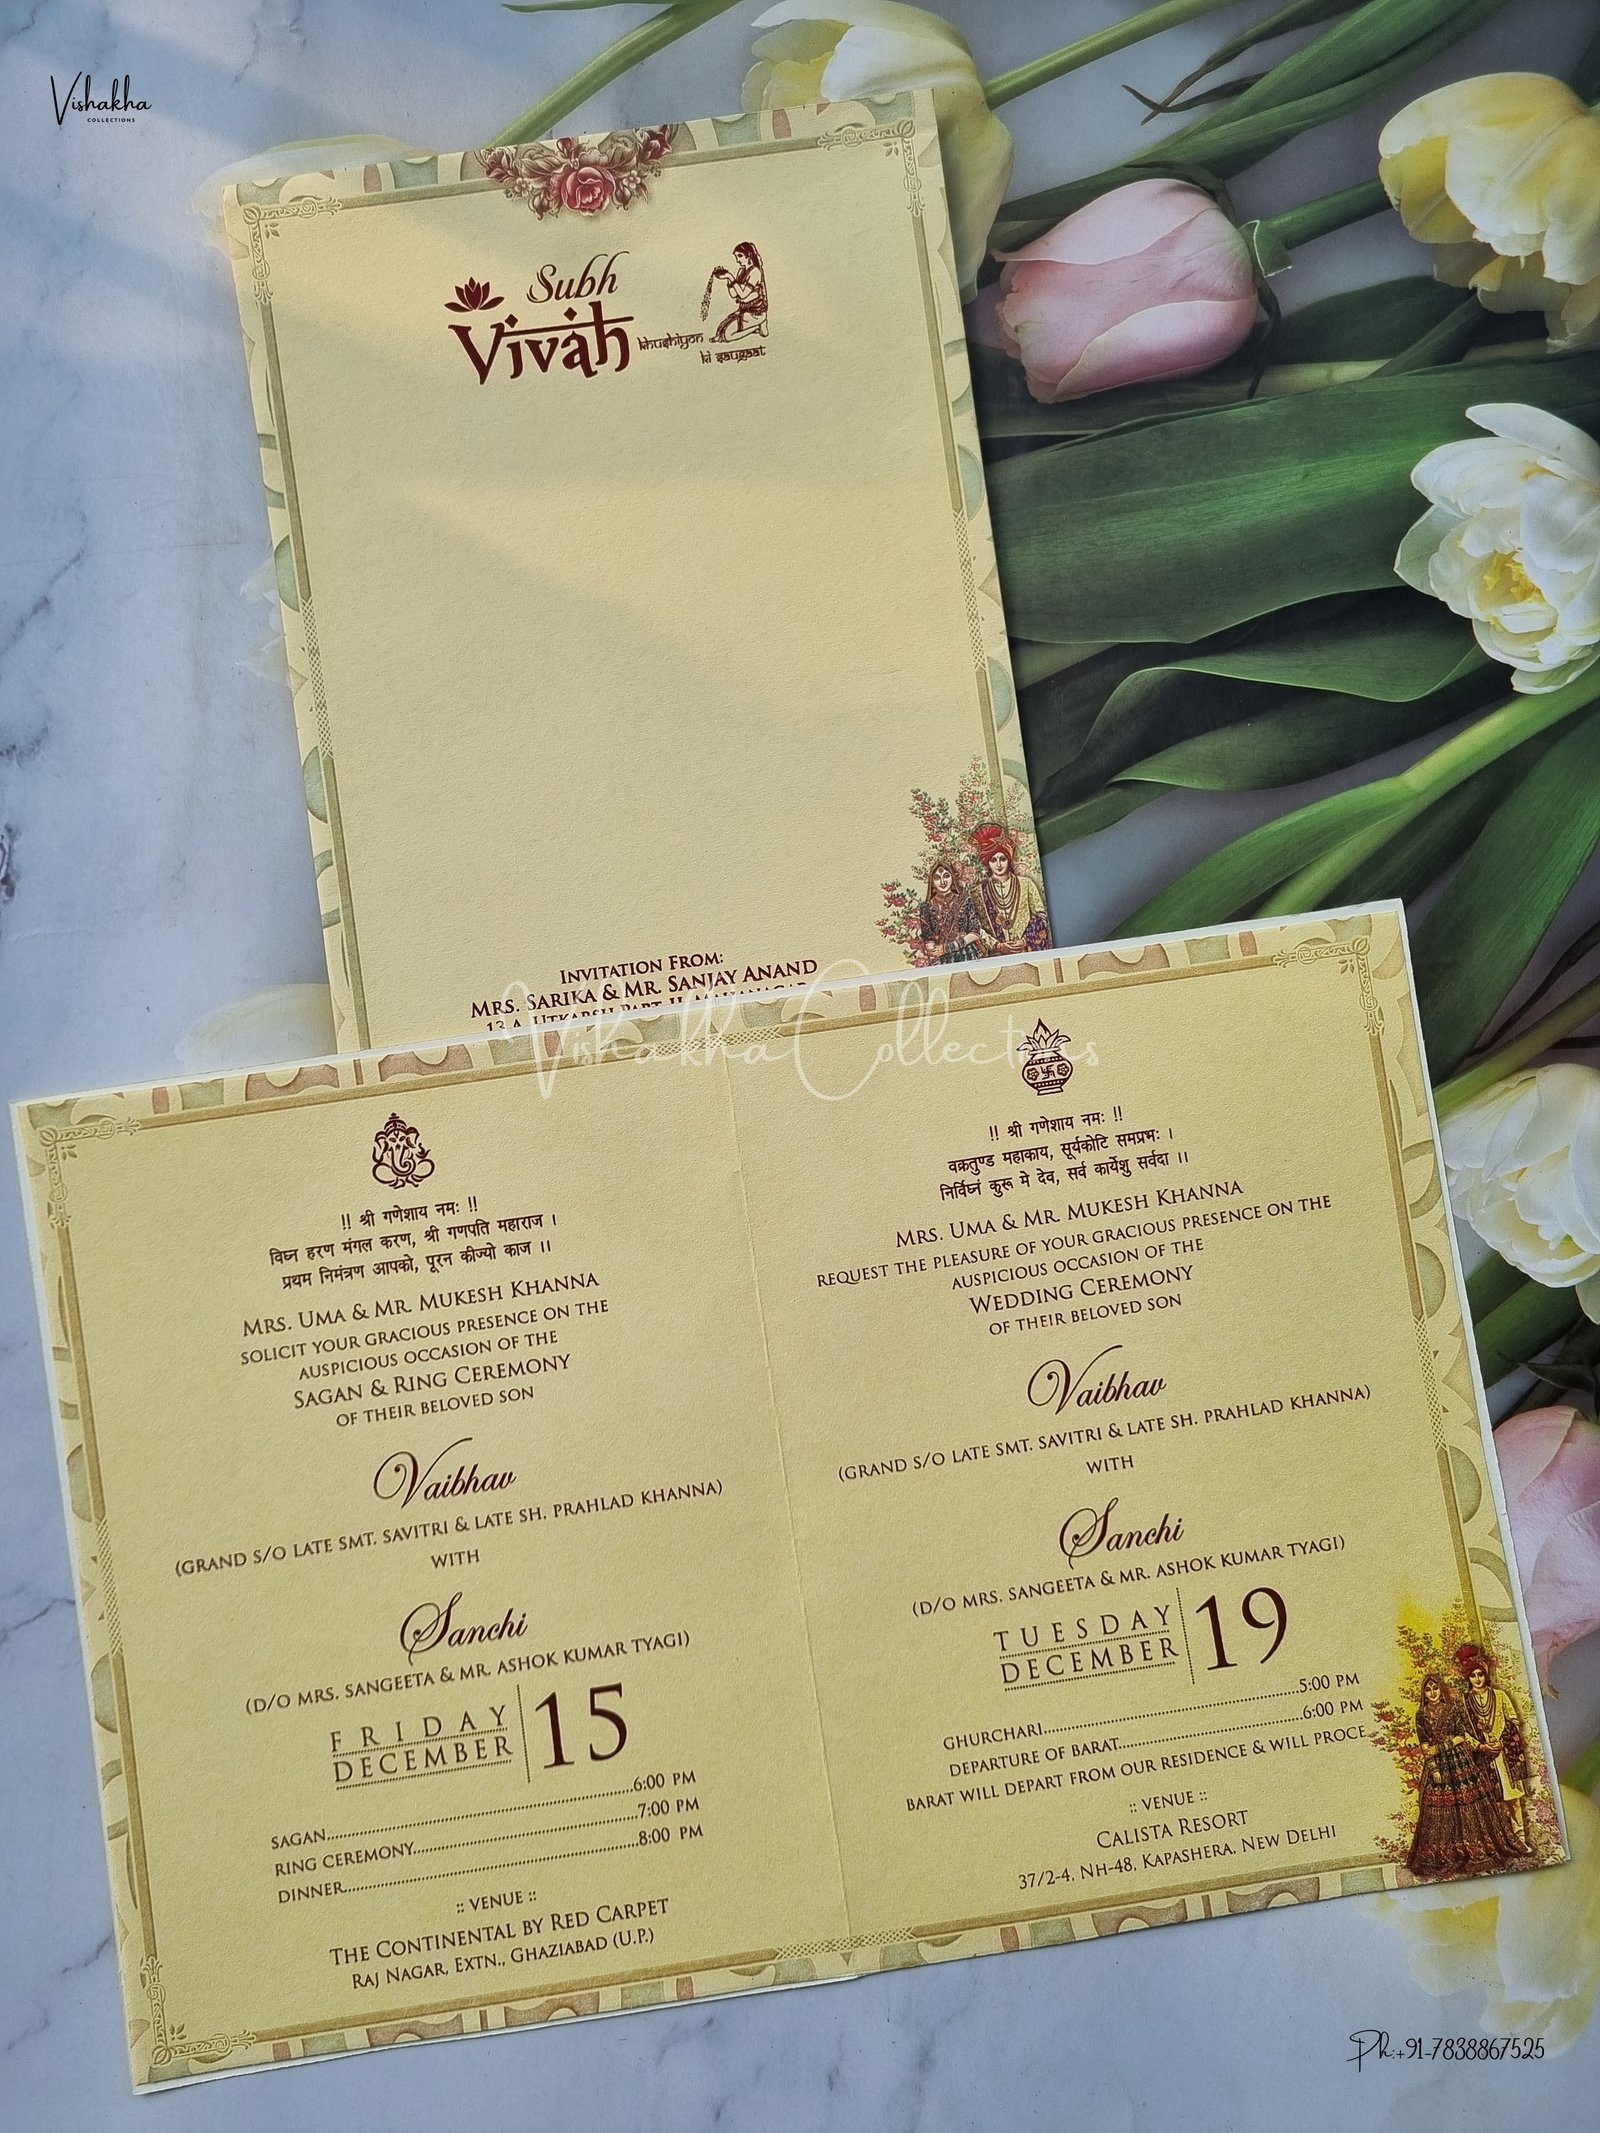 Vishakha
COLLECTIONS
Subh
Vivah
khushiyon
ki saugaat
INVITATION FROM:
MRS. SARIKA & MR. SANJAY ANAND
13 A, UTKARSH PART II, MAHANAGAR
Vishakha Collections
!! श्री गणेशाय नमः !!
विघ्न हरण मंगल करण, श्री गणपति महाराज ।
प्रथम निमंत्रण आपको, पूरन कीज्यो काज ।।
MRS. UMA & MR. MUKESH KHANNA
SOLICIT YOUR GRACIOUS PRESENCE ON THE
AUSPICIOUS OCCASION OF THE
SAGAN & RING CEREMONY
OF THEIR BELOVED SON
Vaibhav
(GRAND S/O LATE SMT. SAVITRI & LATE SH. PRAHLAD KHANNA)
WITH
Sanchi
(D/O MRS. SANGEETA & MR. ASHOK KUMAR TYAGI)
FRIDAY
DECEMBER
15
SAGAN....................6:00 PM
RING CEREMONY....................7:00 PM
DINNER....................8:00 PM
:: VENUE ::
THE CONTINENTAL BY RED CARPET
RAJ NAGAR, EXTN., GHAZIABAD (U.P.)
!! श्री गणेशाय नमः !!
वक्रतुण्ड महाकाय, सूर्यकोटि समप्रभः ।
निर्विघ्नं कुरू मे देव, सर्व कार्येशु सर्वदा ।।
MRS. UMA & MR. MUKESH KHANNA
REQUEST THE PLEASURE OF YOUR GRACIOUS PRESENCE ON THE
AUSPICIOUS OCCASION OF THE
WEDDING CEREMONY
OF THEIR BELOVED SON
Vaibhav
(GRAND S/O LATE SMT. SAVITRI & LATE SH. PRAHLAD KHANNA)
WITH
Sanchi
(D/O MRS. SANGEETA & MR. ASHOK KUMAR TYAGI)
TUESDAY
DECEMBER
19
GHURCHARI....................5:00 PM
DEPARTURE OF BARAT....................6:00 PM
BARAT WILL DEPART FROM OUR RESIDENCE & WILL PROCE
:: VENUE ::
CALISTA RESORT
37/2-4, NH-48, KAPASHERA, NEW DELHI
Ph:+91-7838867525